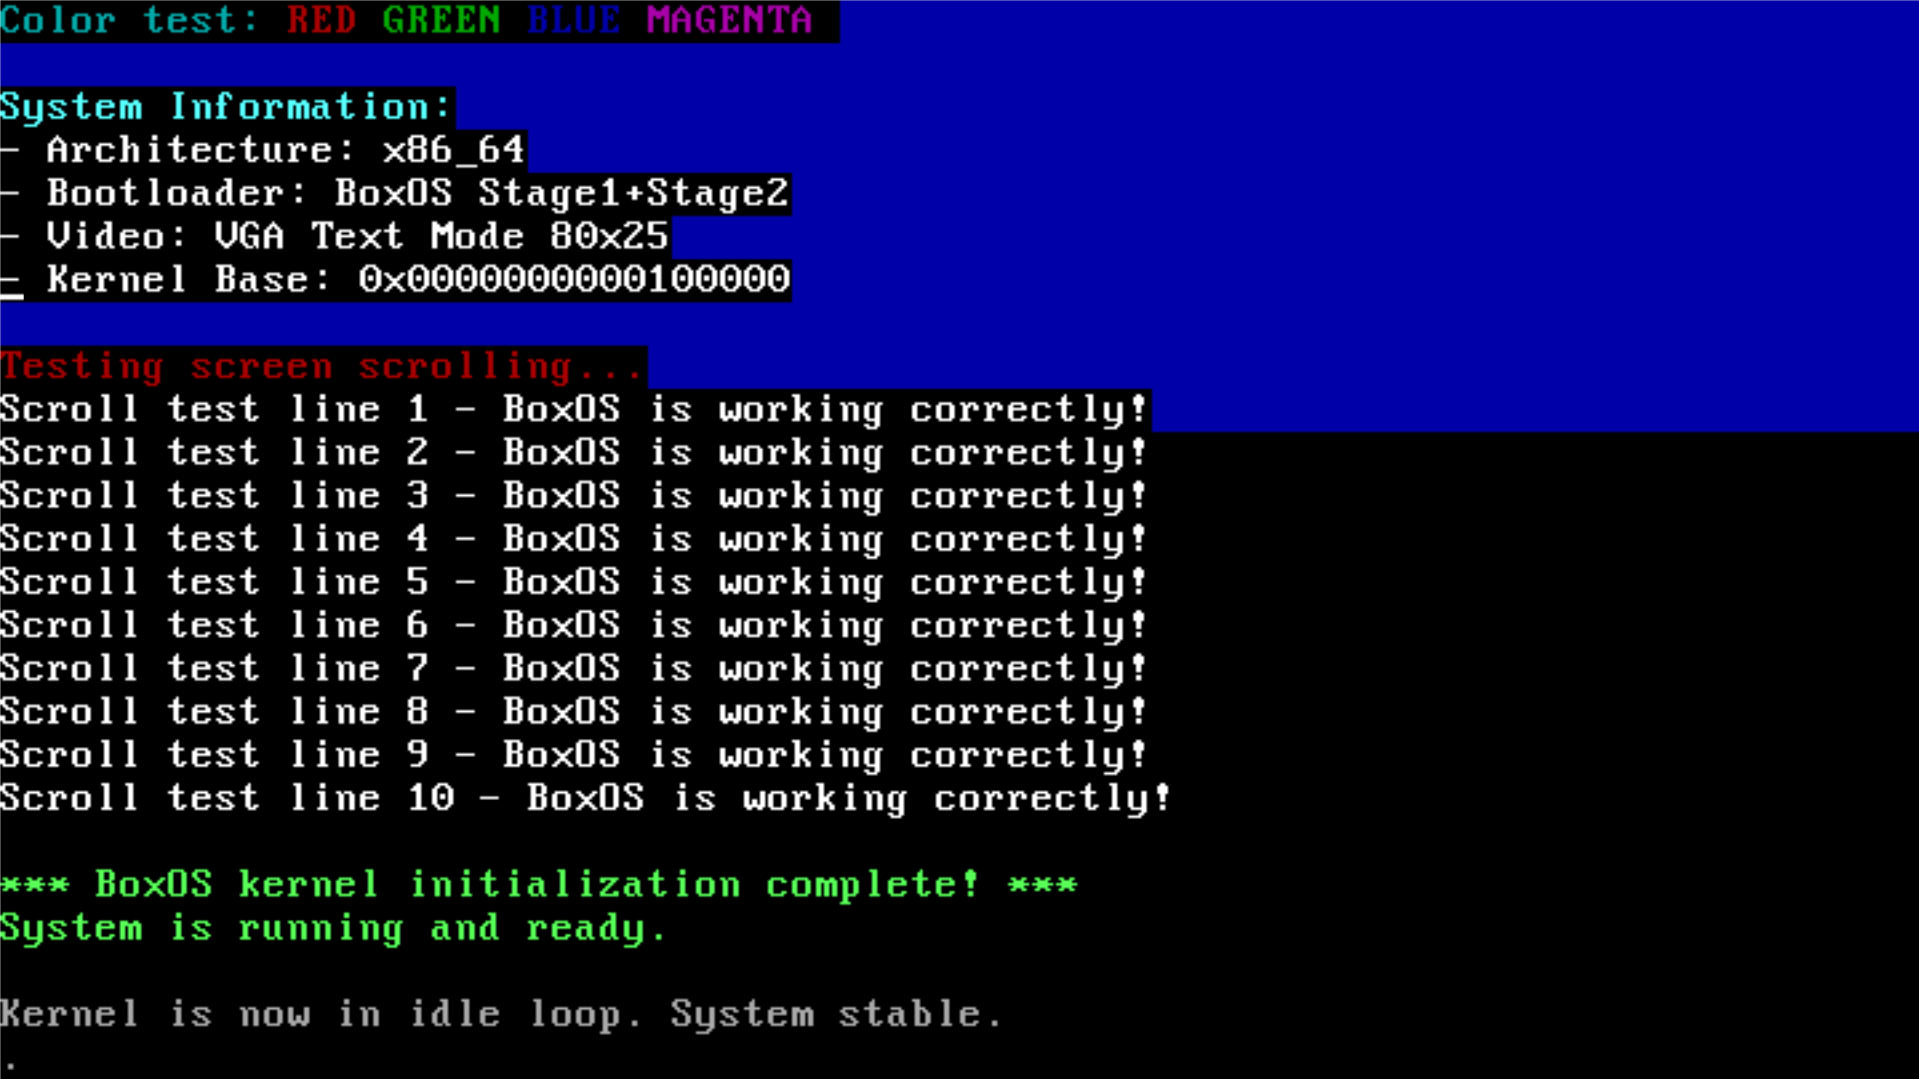 Color test: RED GREEN BLUE MAGENTA
System Information:
- Architecture: x86_64
- Bootloader: BoxOS Stage1+Stage2
- Video: VGA Text Mode 80x25
- Kernel Base: 0x0000000000100000
Testing screen scrolling...
Scroll test line 1 - BoxOS is working correctly!
Scroll test line 2 - BoxOS is working correctly!
Scroll test line 3 - BoxOS is working correctly!
Scroll test line 4 - BoxOS is working correctly!
Scroll test line 5 - BoxOS is working correctly!
Scroll test line 6 - BoxOS is working correctly!
Scroll test line 7 - BoxOS is working correctly!
Scroll test line 8 - BoxOS is working correctly!
Scroll test line 9 - BoxOS is working correctly!
Scroll test line 10 - BoxOS is working correctly!
*** BoxOS kernel initialization complete! ***
System is running and ready.
Kernel is now in idle loop. System stable.
.